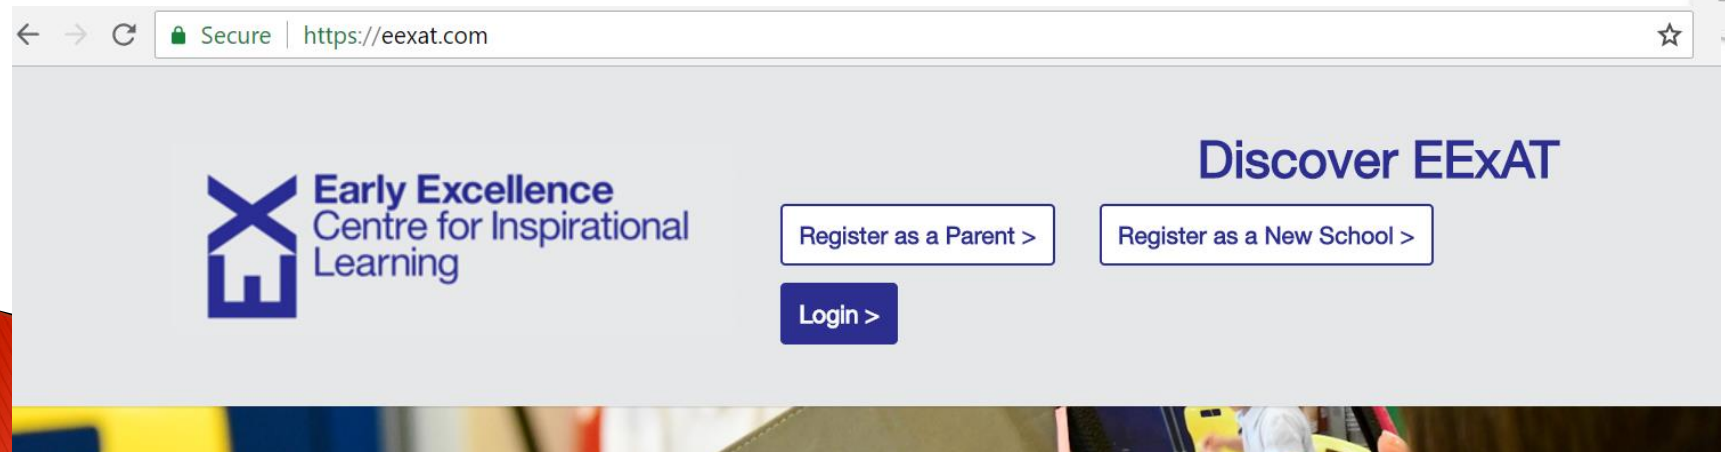 Secure https://eexat.com
Early Excellence
Centre for Inspirational
Learning
Discover EExAT
Register as a Parent >
Register as a New School >
Login >